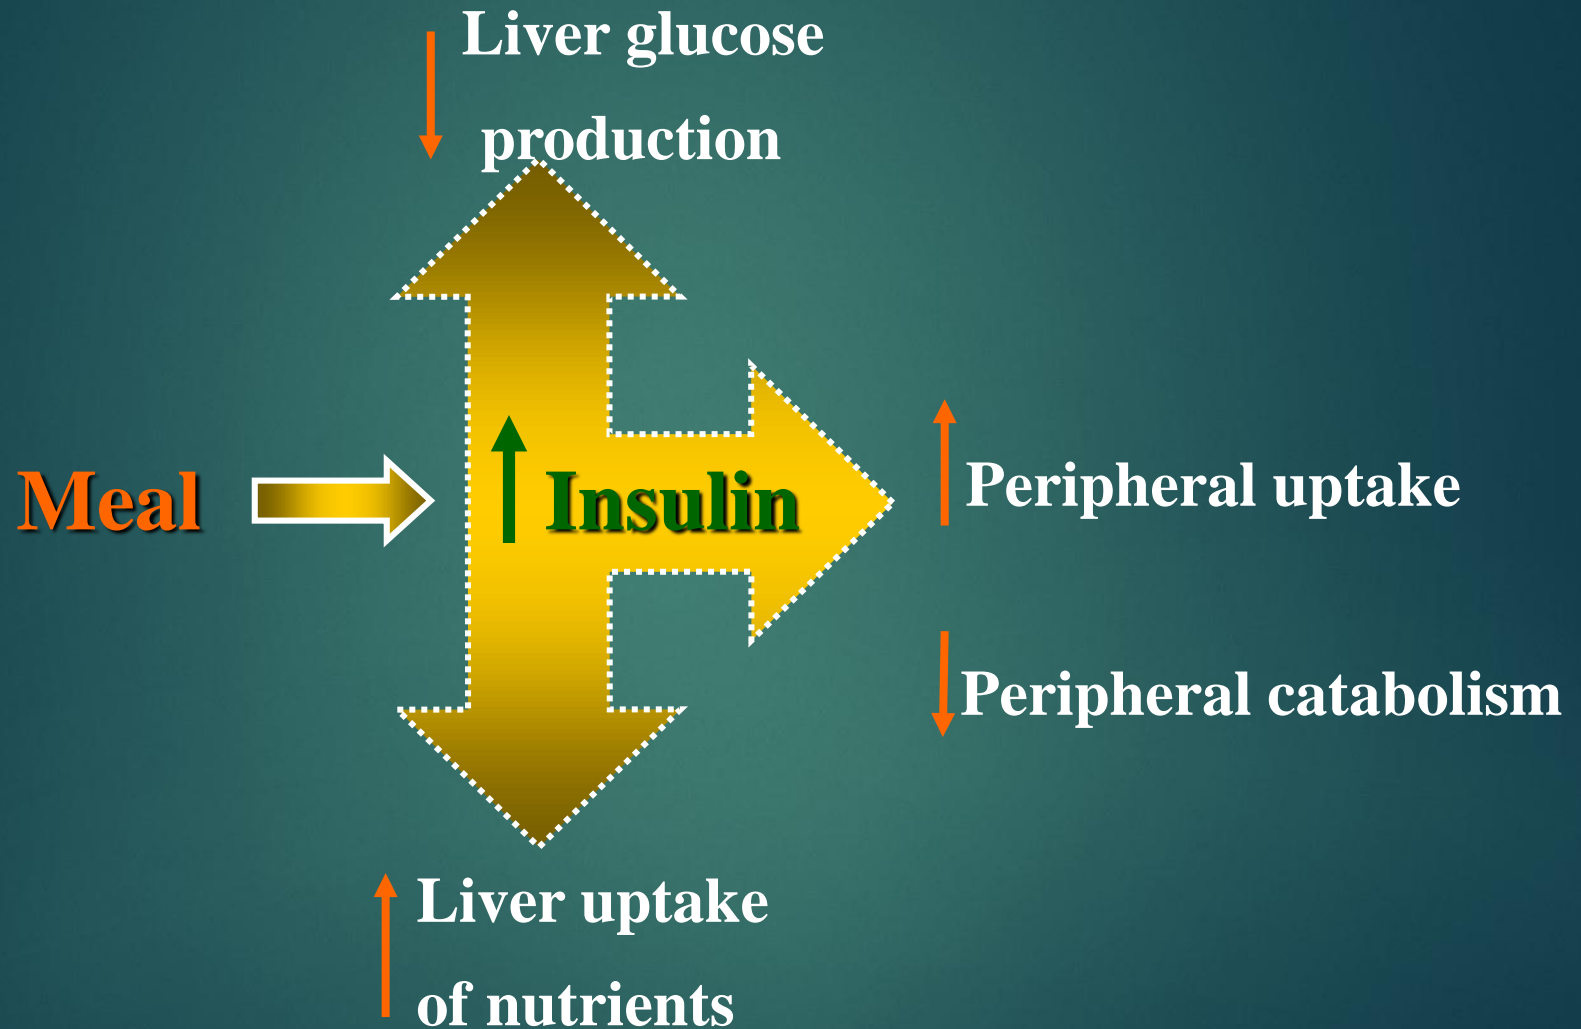 Liver glucose
production
Meal
Insulin
Peripheral uptake
Peripheral catabolism
Liver uptake
of nutrients